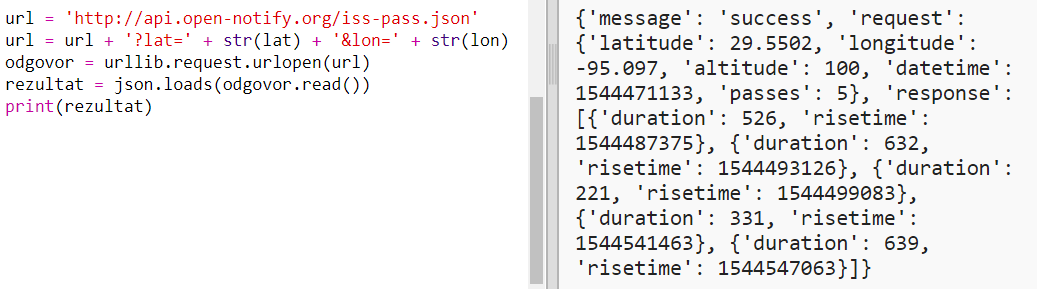 url = 'http://api.open-notify.org/iss-pass.json'
url = url + '?lat=' + str(lat) + '&lon=' + str(lon)
odgovor = urllib.request.urlopen(url)
rezultat = json.loads(odgovor.read())
print(rezultat)
{'message': 'success', 'request':
{'latitude': 29.5502, 'longitude':
-95.097, 'altitude': 100, 'datetime':
1544471133, 'passes': 5}, 'response':
[{'duration': 526, 'risetime':
1544487375}, {'duration': 632,
'risetime': 1544493126}, {'duration':
221, 'risetime': 1544499083},
{'duration': 331, 'risetime':
1544541463}, {'duration': 639,
'risetime': 1544547063}]}